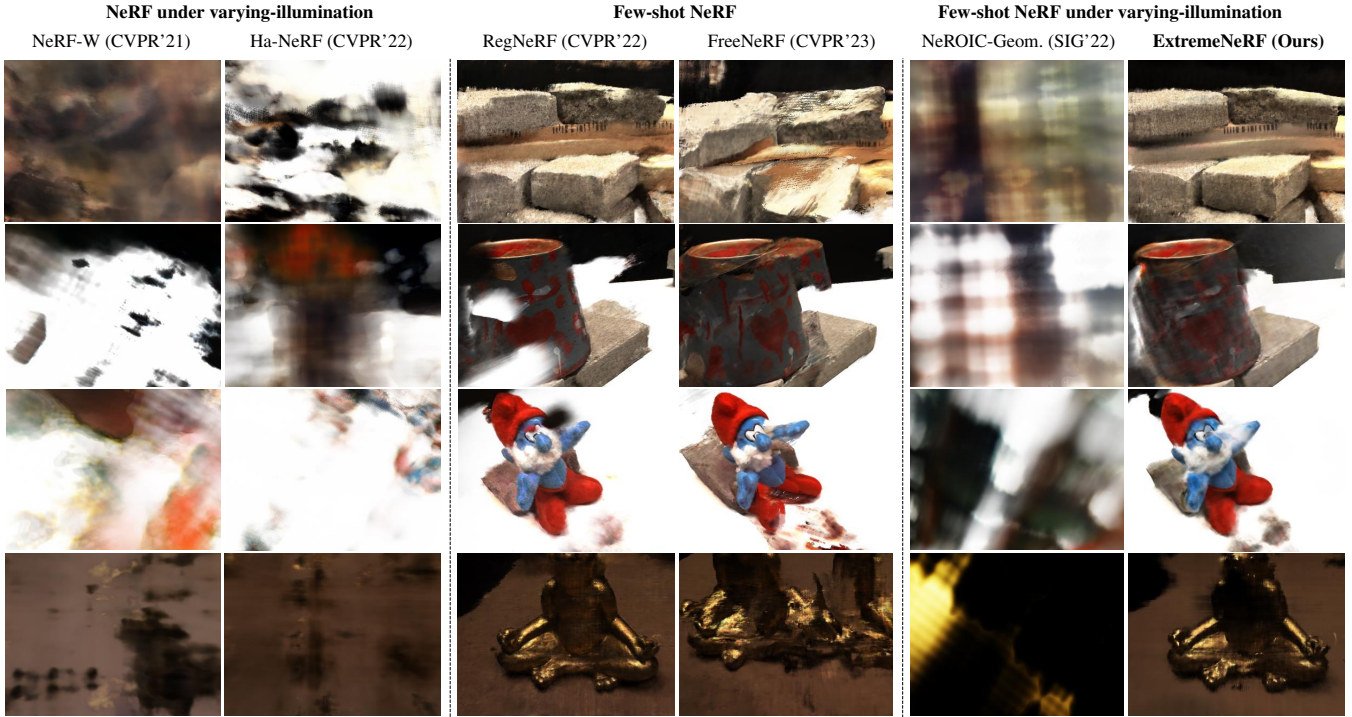 NeRF under varying-illumination
Few-shot NeRF
Few-shot NeRF under varying-illumination
NeRF-W (CVPR'21)
Ha-NeRF (CVPR'22)
RegNeRF (CVPR'22)
FreeNeRF (CVPR'23)
NeROIC-Geom. (SIG'22)
ExtremeNeRF (Ours)